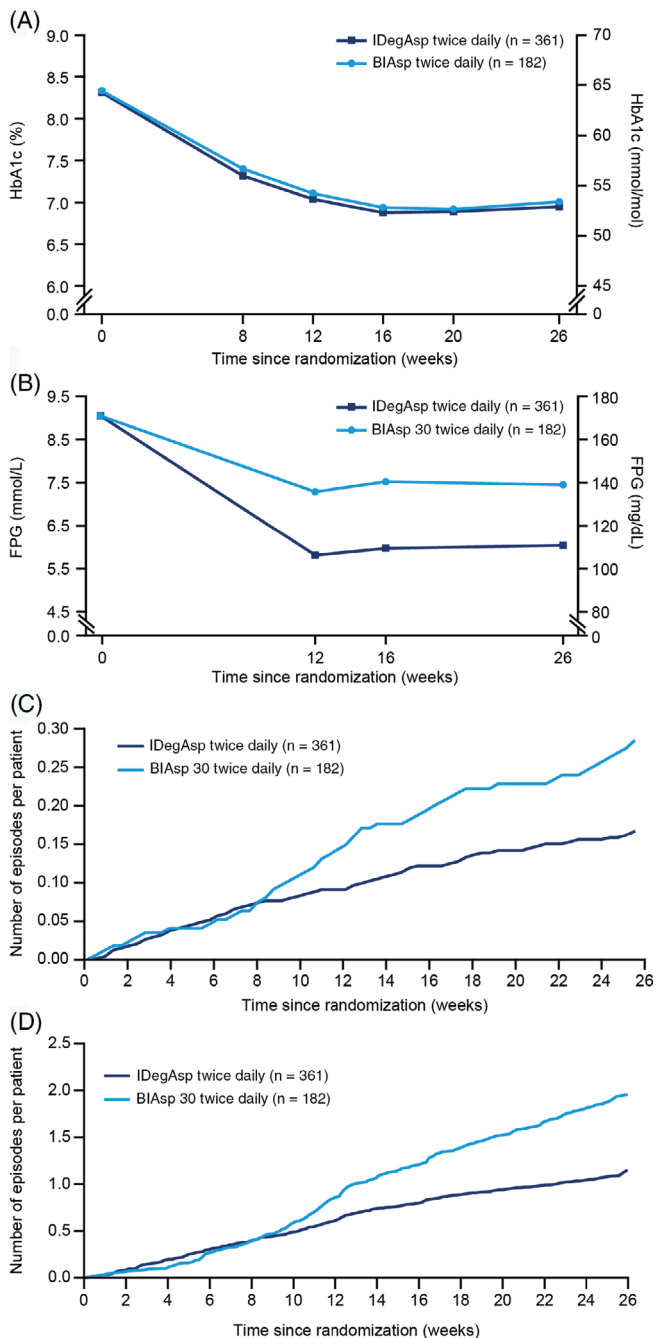 (A)
9.0
8.5
8.0
7.5
7.0
6.5
6.0
0.0
HbA1c (%)
IDegAsp twice daily (n = 361)
BIAsp twice daily (n = 182)
70
65
60
55
50
45
0
HbA1c
(mmol/mol)
0 8 12 16 20 26
Time since randomization (weeks)
(B)
9.5
8.5
7.5
6.5
5.5
4.5
0.0
FPG (mmol/L)
IDegAsp twice daily (n = 361)
BIAsp 30 twice daily (n = 182)
180
160
140
120
100
80
0
FPG
(mg/dL)
0 12 16 26
Time since randomization (weeks)
(C)
0.30
0.25
0.20
0.15
0.10
0.05
0.00
Number of episodes per patient
IDegAsp twice daily (n = 361)
BIAsp 30 twice daily (n = 182)
0 2 4 6 8 10 12 14 16 18 20 22 24 26
Time since randomization (weeks)
(D)
2.5
2.0
1.5
1.0
0.5
0.0
Number of episodes per patient
IDegAsp twice daily (n = 361)
BIAsp 30 twice daily (n = 182)
0 2 4 6 8 10 12 14 16 18 20 22 24 26
Time since randomization (weeks)